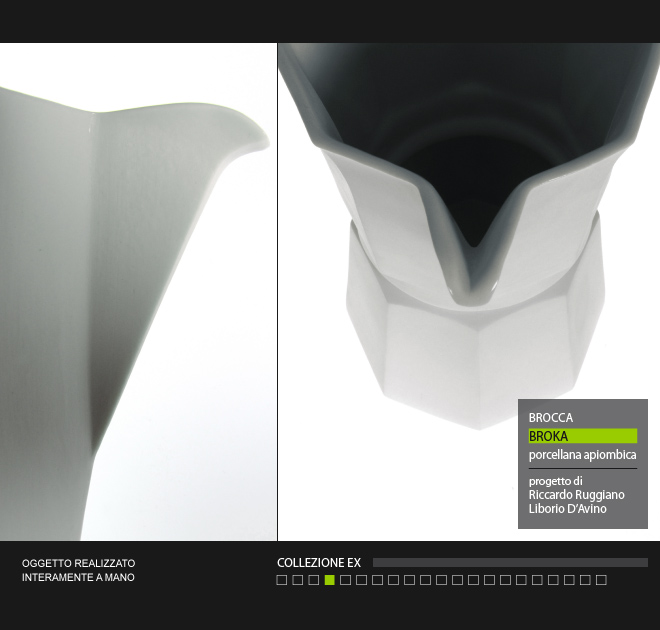 BROCCA
BROKA
porcellana apiombica
progetto di
Riccardo Ruggiano
Liborio D'Avino
OGGETTO REALIZZATO
INTERAMENTE A MANO
COLLEZIONE EX